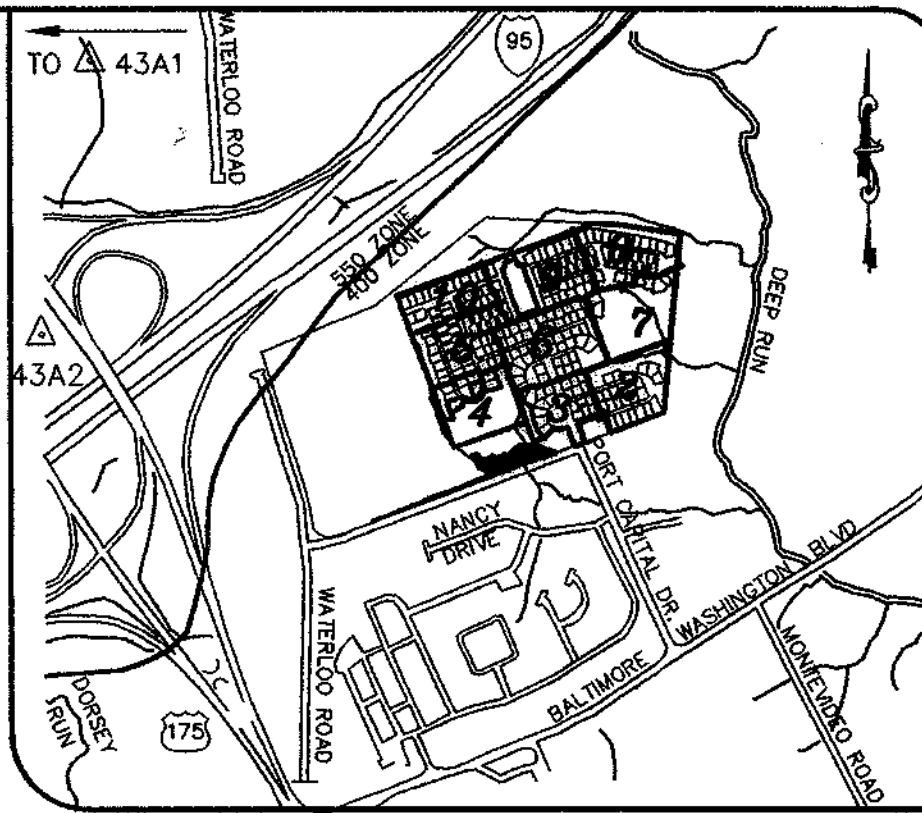 WATERLOO ROAD
95
TO 43A1
550 ZONE
400 ZONE
43A2
7
4
DEEP RUN
PORT CAPITAL DR.
NANCY
DRIVE
WATERLOO ROAD
BALTIMORE WASHINGTON BLVD
MONTEVIDEO ROAD
DORSEY
RUN
175